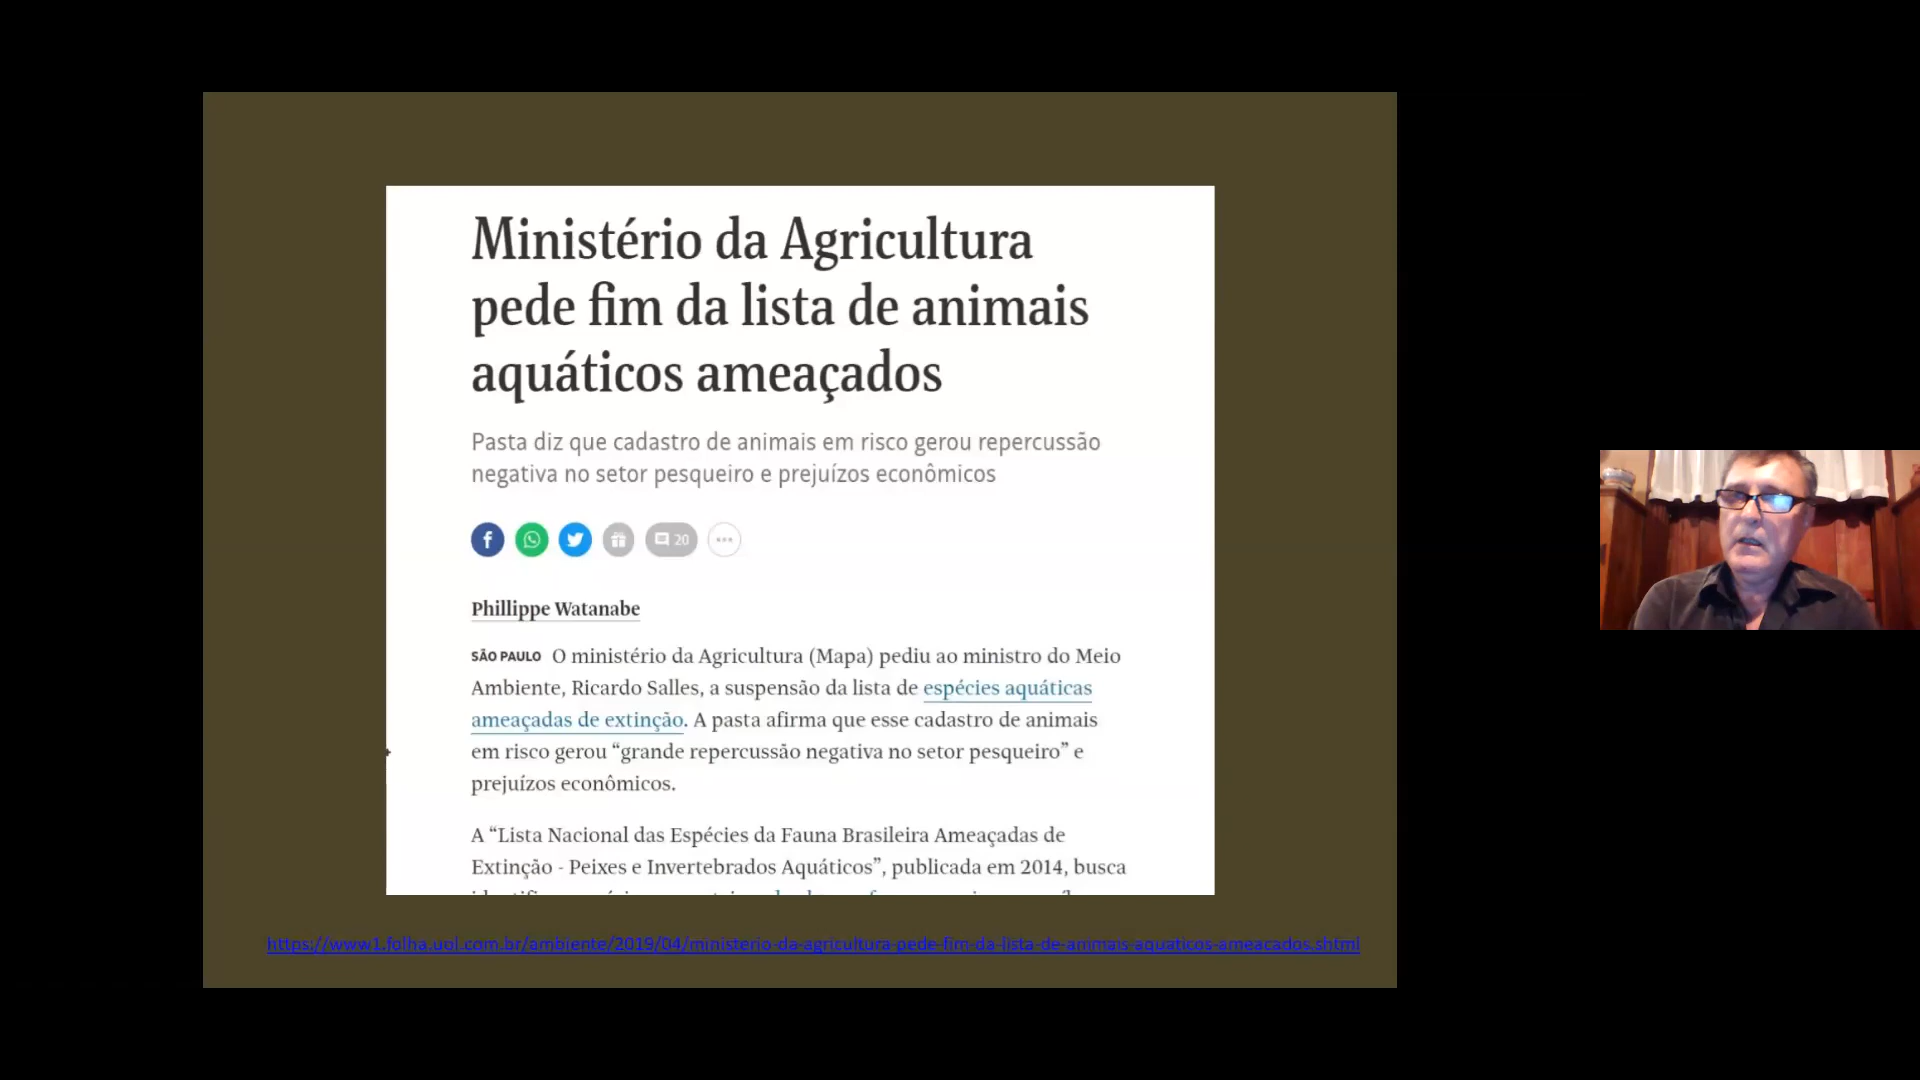 Ministério da Agricultura
pede fim da lista de animais
aquáticos ameaçados
Pasta diz que cadastro de animais em risco gerou repercussão
negativa no setor pesqueiro e prejuízos econômicos
20
Phillippe Watanabe
SÃO PAULO O ministério da Agricultura (Mapa) pediu ao ministro do Meio
Ambiente, Ricardo Salles, a suspensão da lista de espécies aquáticas
ameaçadas de extinção. A pasta afirma que esse cadastro de animais
em risco gerou “grande repercussão negativa no setor pesqueiro” e
prejuízos econômicos.
A “Lista Nacional das Espécies da Fauna Brasileira Ameaçadas de
Extinção - Peixes e Invertebrados Aquáticos”, publicada em 2014, busca
https://www1.folha.uol.com.br/ambiente/2019/04/ministerio-da-agricultura-pede-fim-da-lista-de-animais-aquaticos-ameacados.shtml